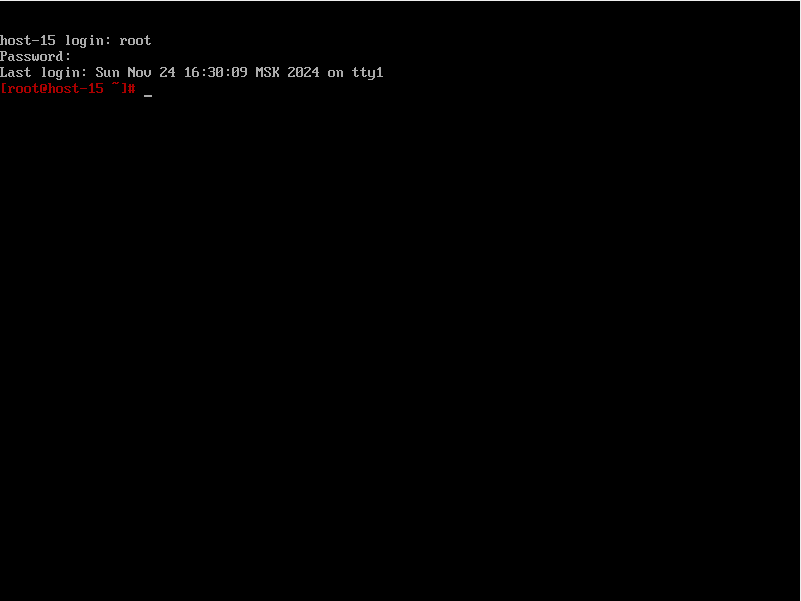 host-15 login: root
Password:
Last login: Sun Nov 24 16:30:09 MSK 2024 on tty1
[root@host-15 ~]# _